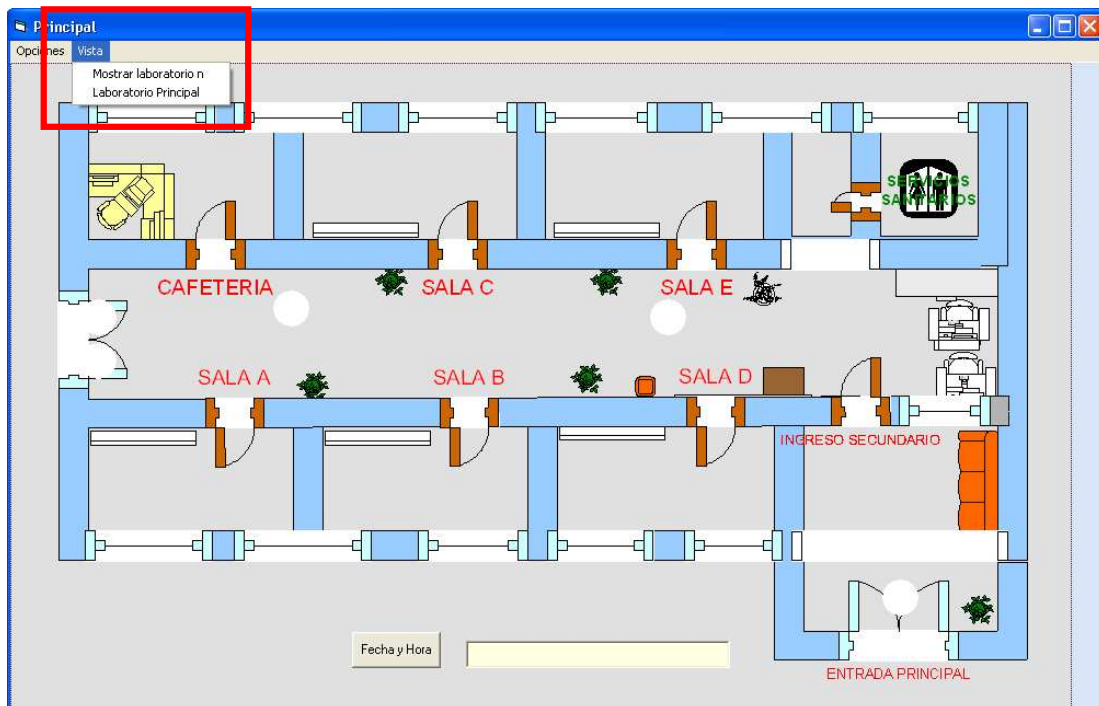 Principal
Opciones Vista
Mostrar laboratorio n
Laboratorio Principal
SERVICIOS
SANITARIOS
CAFETERIA
SALA C
SALA E
SALA A
SALA B
SALA D
INGRESO SECUNDARIO
Fecha y Hora
ENTRADA PRINCIPAL